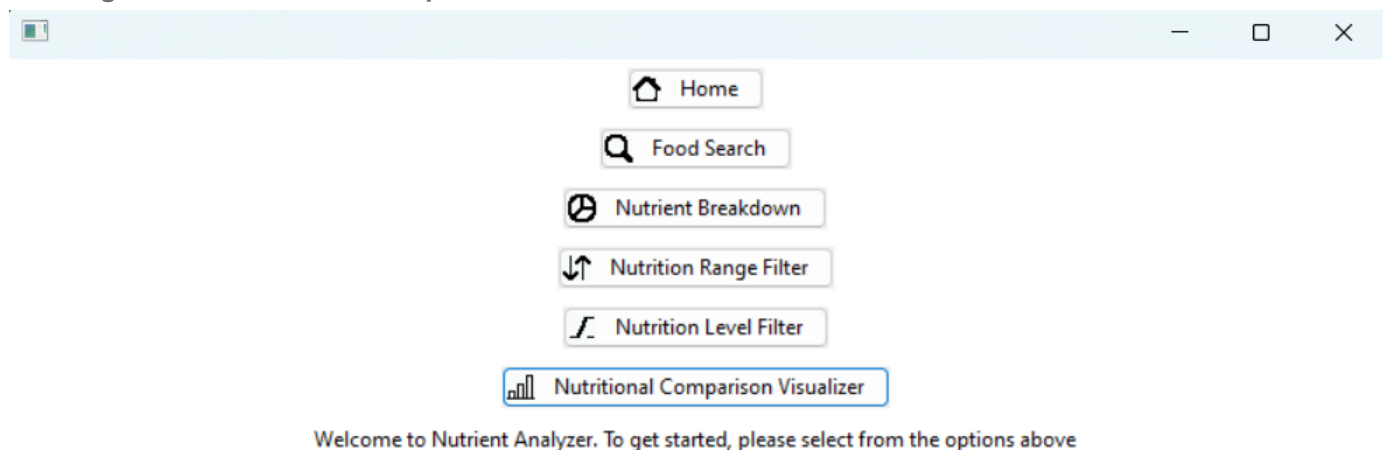 Home
Food Search
Nutrient Breakdown
Nutrition Range Filter
Nutrition Level Filter
Nutritional Comparison Visualizer
Welcome to Nutrient Analyzer. To get started, please select from the options above